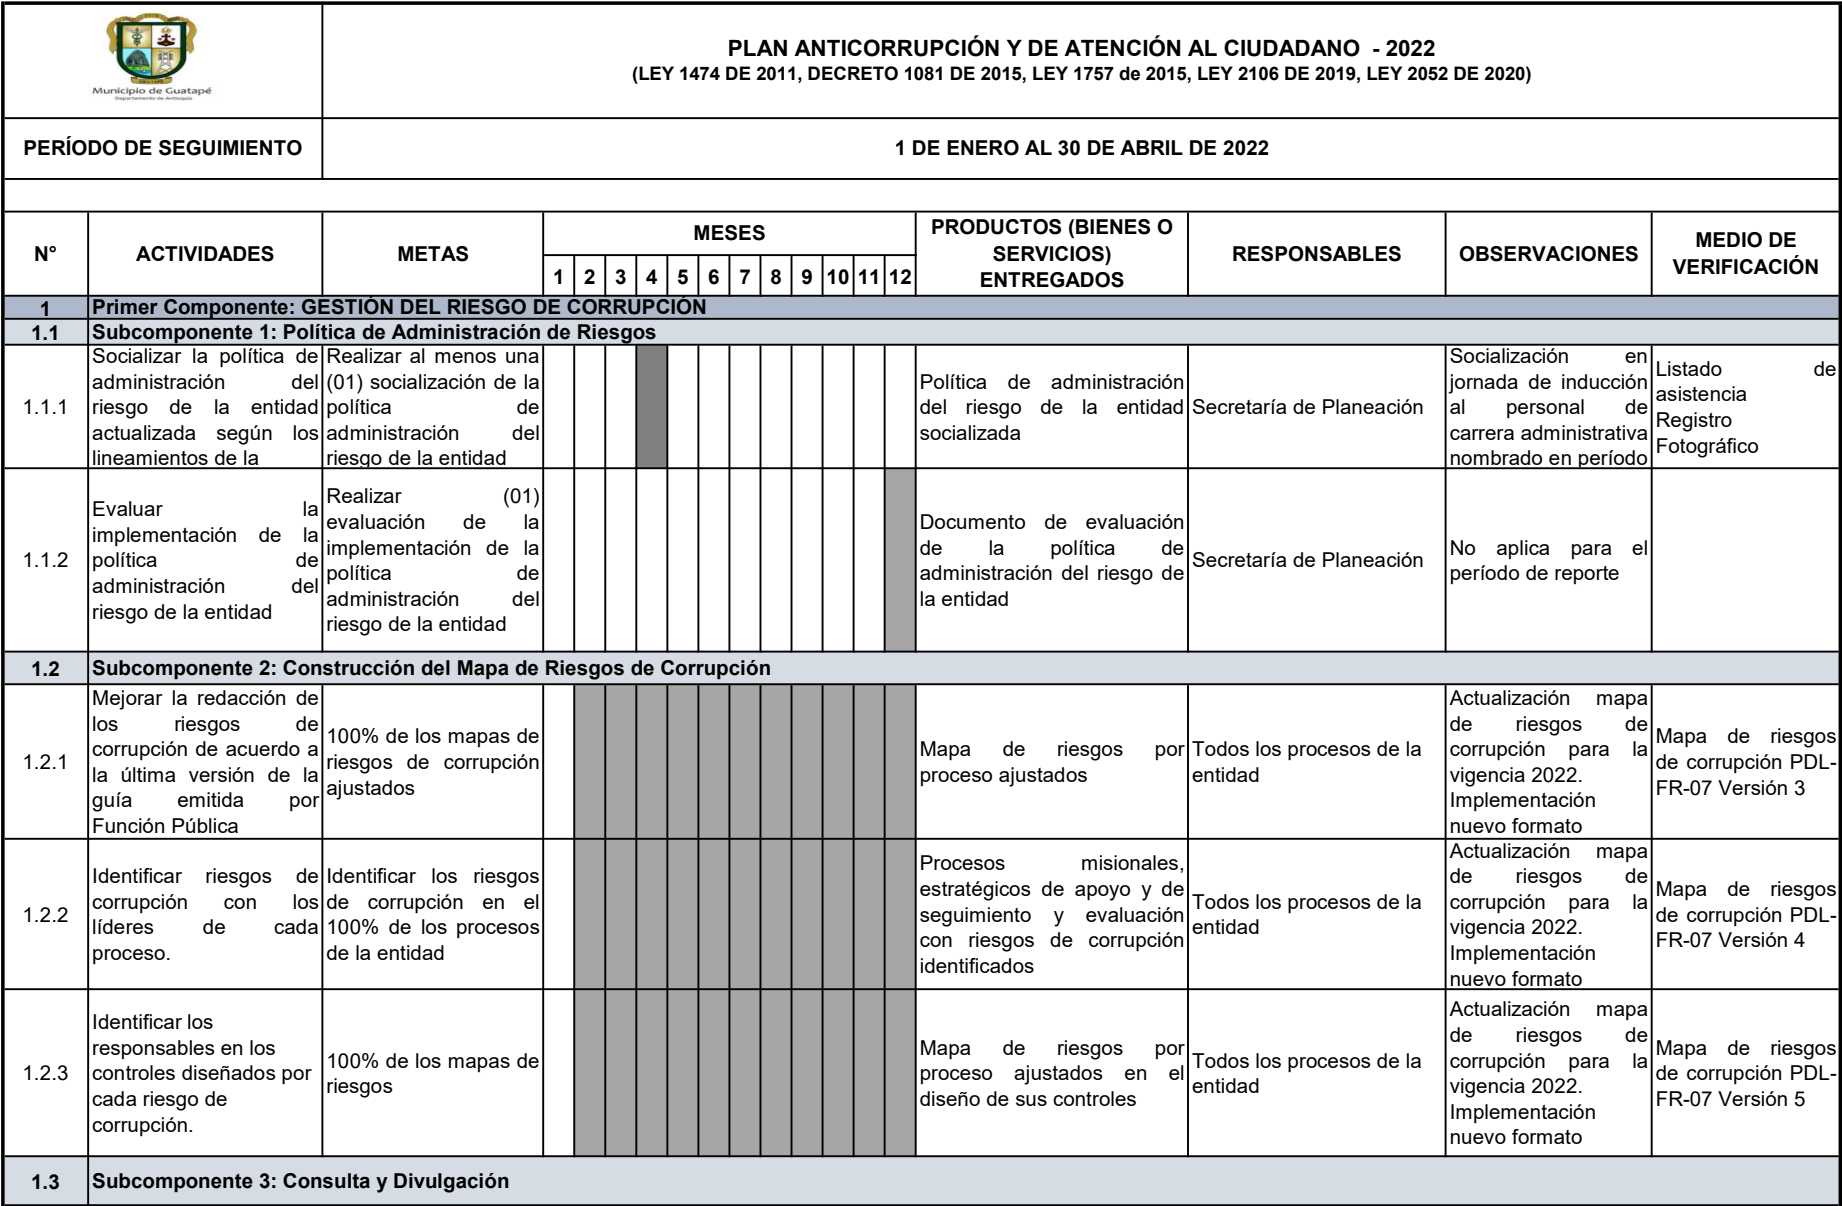 Municipio de Guatapé
Departamento de Antioquia
PLAN ANTICORRUPCIÓN Y DE ATENCIÓN AL CIUDADANO - 2022
(LEY 1474 DE 2011, DECRETO 1081 DE 2015, LEY 1757 de 2015, LEY 2106 DE 2019, LEY 2052 DE 2020)
PERÍODO DE SEGUIMIENTO
1 DE ENERO AL 30 DE ABRIL DE 2022
N°
ACTIVIDADES
METAS
MESES
1 2 3 4 5 6 7 8 9 10 11 12
PRODUCTOS (BIENES O
SERVICIOS)
ENTREGADOS
RESPONSABLES
OBSERVACIONES
MEDIO DE
VERIFICACIÓN
1 Primer Componente: GESTIÓN DEL RIESGO DE CORRUPCIÓN
1.1 Subcomponente 1: Política de Administración de Riesgos
1.1.1
Socializar la política de
administración del
riesgo de la entidad
actualizada según los
lineamientos de la
Realizar al menos una
(01) socialización de la
política de
administración del
riesgo de la entidad
Política de administración
del riesgo de la entidad
socializada
Secretaría de Planeación
Socialización en
jornada de inducción
al personal de
carrera administrativa
nombrado en período
Listado de
asistencia
Registro
Fotográfico
1.1.2
Evaluar la
implementación de la
política de
administración del
riesgo de la entidad
Realizar (01)
evaluación de la
implementación de la
política de
administración del
riesgo de la entidad
Documento de evaluación
de la política de
administración del riesgo de
la entidad
Secretaría de Planeación
No aplica para el
período de reporte
1.2 Subcomponente 2: Construcción del Mapa de Riesgos de Corrupción
1.2.1
Mejorar la redacción de
los riesgos de
corrupción de acuerdo a
la última versión de la
guía emitida por
Función Pública
100% de los mapas de
riesgos de corrupción
ajustados
Mapa de riesgos por
proceso ajustados
Todos los procesos de la
entidad
Actualización mapa
de riesgos de
corrupción para la
vigencia 2022.
Implementación
nuevo formato
Mapa de riesgos
de corrupción PDL-
FR-07 Versión 3
1.2.2
Identificar riesgos de
corrupción con los
líderes de cada
proceso.
Identificar los riesgos
de corrupción en el
100% de los procesos
de la entidad
Procesos misionales,
estratégicos de apoyo y de
seguimiento y evaluación
con riesgos de corrupción
identificados
Todos los procesos de la
entidad
Actualización mapa
de riesgos de
corrupción para la
vigencia 2022.
Implementación
nuevo formato
Mapa de riesgos
de corrupción PDL-
FR-07 Versión 4
1.2.3
Identificar los
responsables en los
controles diseñados por
cada riesgo de
corrupción.
100% de los mapas de
riesgos
Mapa de riesgos por
proceso ajustados en el
diseño de sus controles
Todos los procesos de la
entidad
Actualización mapa
de riesgos de
corrupción para la
vigencia 2022.
Implementación
nuevo formato
Mapa de riesgos
de corrupción PDL-
FR-07 Versión 5
1.3 Subcomponente 3: Consulta y Divulgación